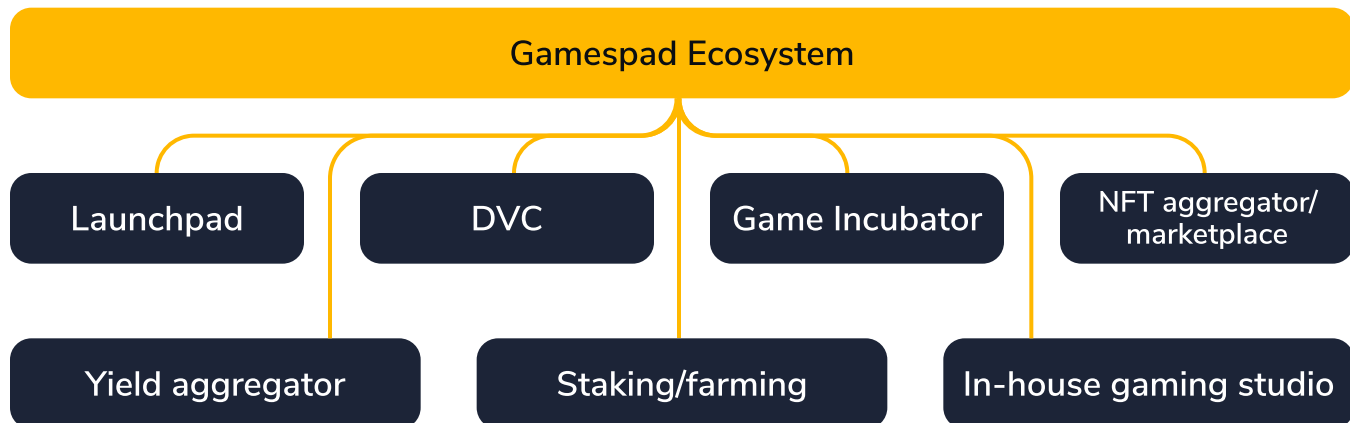 Gamespad Ecosystem
Launchpad
DVC
Game Incubator
NFT aggregator/
marketplace
Yield aggregator
Staking/farming
In-house gaming studio